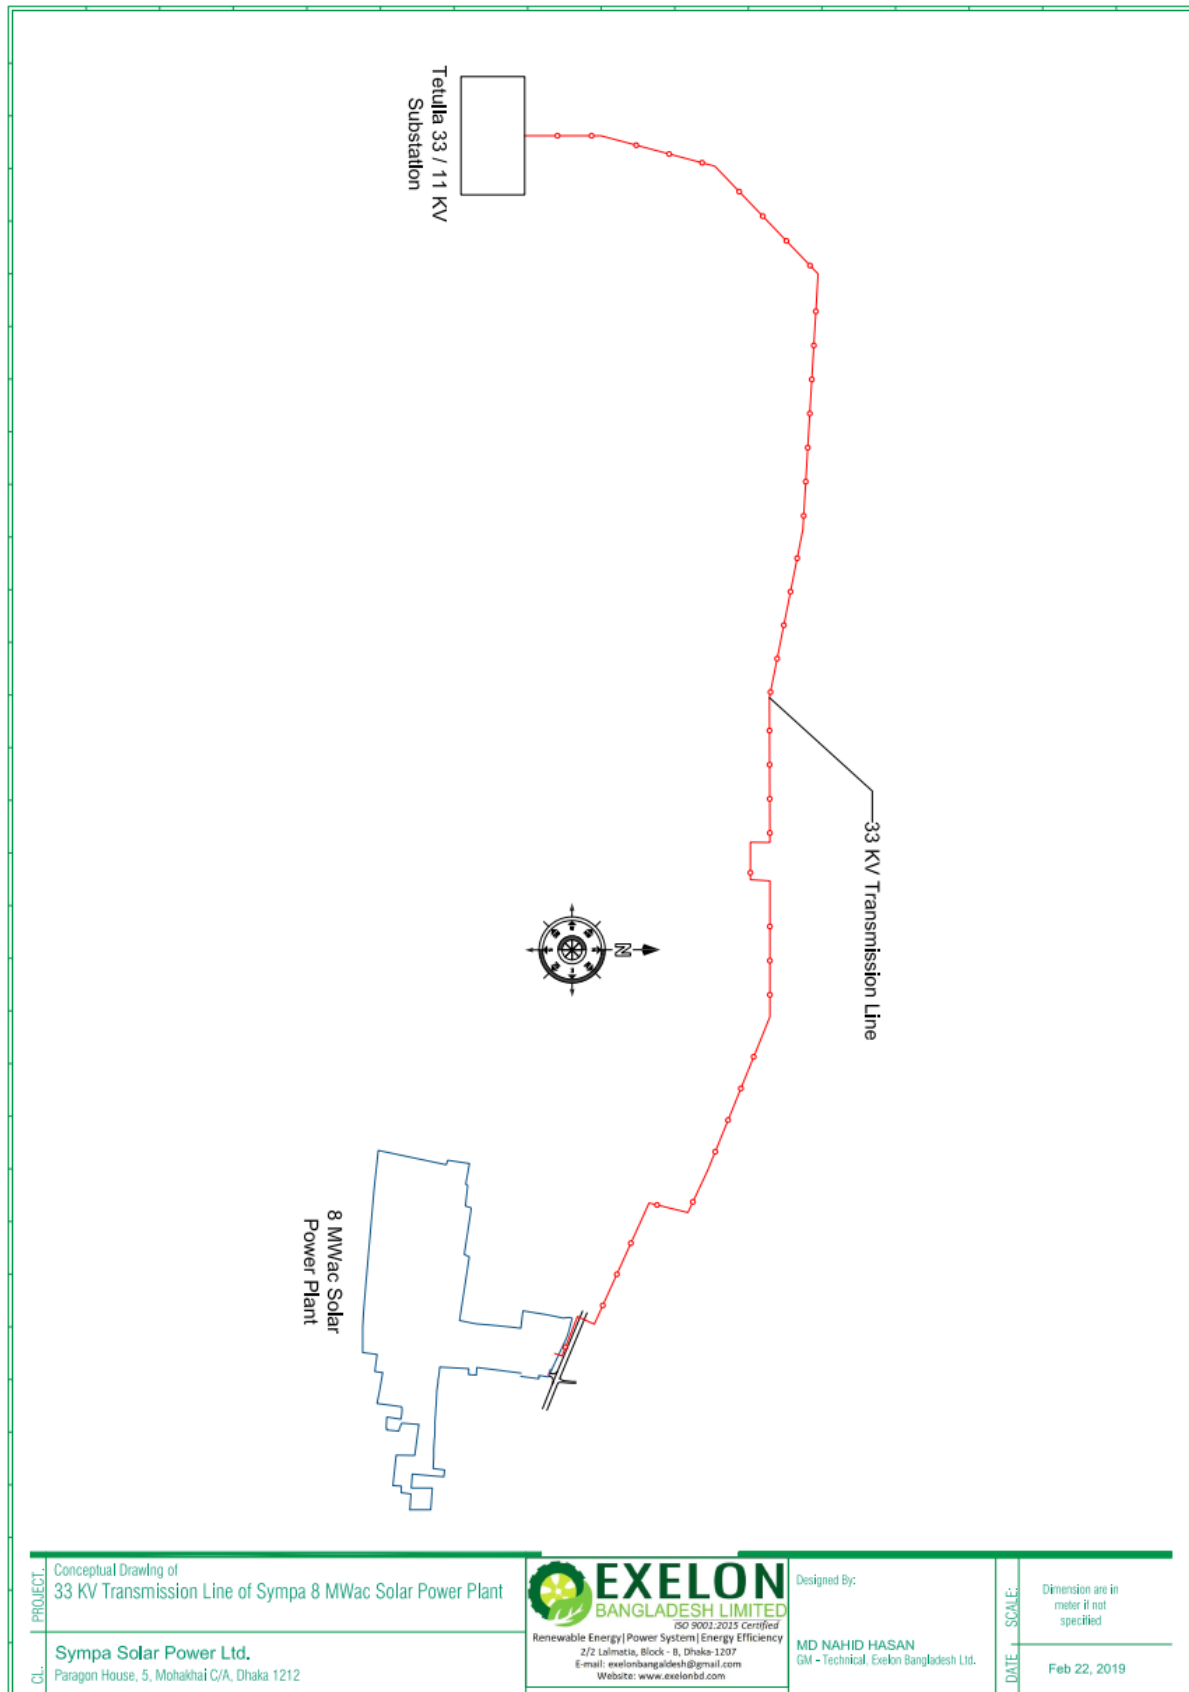 Tetulia 33 / 11 KV
Substation
33 KV Transmission Line
N
8 MWac Solar
Power Plant
PROJECT:
Conceptual Drawing of
33 KV Transmission Line of Sympa 8 MWac Solar Power Plant
CL:
Sympa Solar Power Ltd.
Paragon House, 5, Mohakhai C/A, Dhaka 1212
EXELON
BANGLADESH LIMITED
ISO 9001:2015 Certified
Renewable Energy|Power System|Energy Efficiency
2/2 Lalmatia, Block - B, Dhaka-1207
E-mail: exelonbangaldesh@gmail.com
Website: www.exelonbd.com
Designed By:
MD NAHID HASAN
GM - Technical, Exelon Bangladesh Ltd.
SCALE:
Dimension are in
meter if not
specified
DATE
Feb 22, 2019